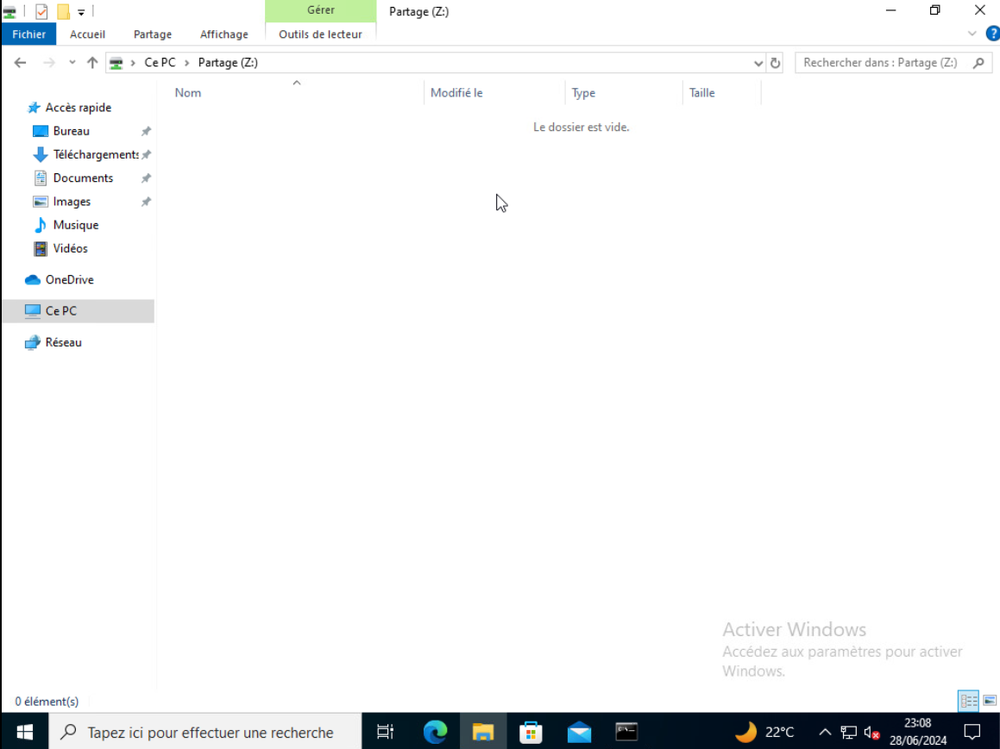 Gérer
Partage (Z:)
Fichier
Accueil
Partage
Affichage
Outils de lecteur
Ce PC
Partage (Z:)
Rechercher dans : Partage (Z:)
Nom
Modifié le
Type
Taille
Le dossier est vide.
Accès rapide
Bureau
Téléchargements
Documents
Images
Musique
Vidéos
OneDrive
Ce PC
Réseau
Activer Windows
Accédez aux paramètres pour activer
Windows.
0 élément(s)
Tapez ici pour effectuer une recherche
22°C
23:08
28/06/2024